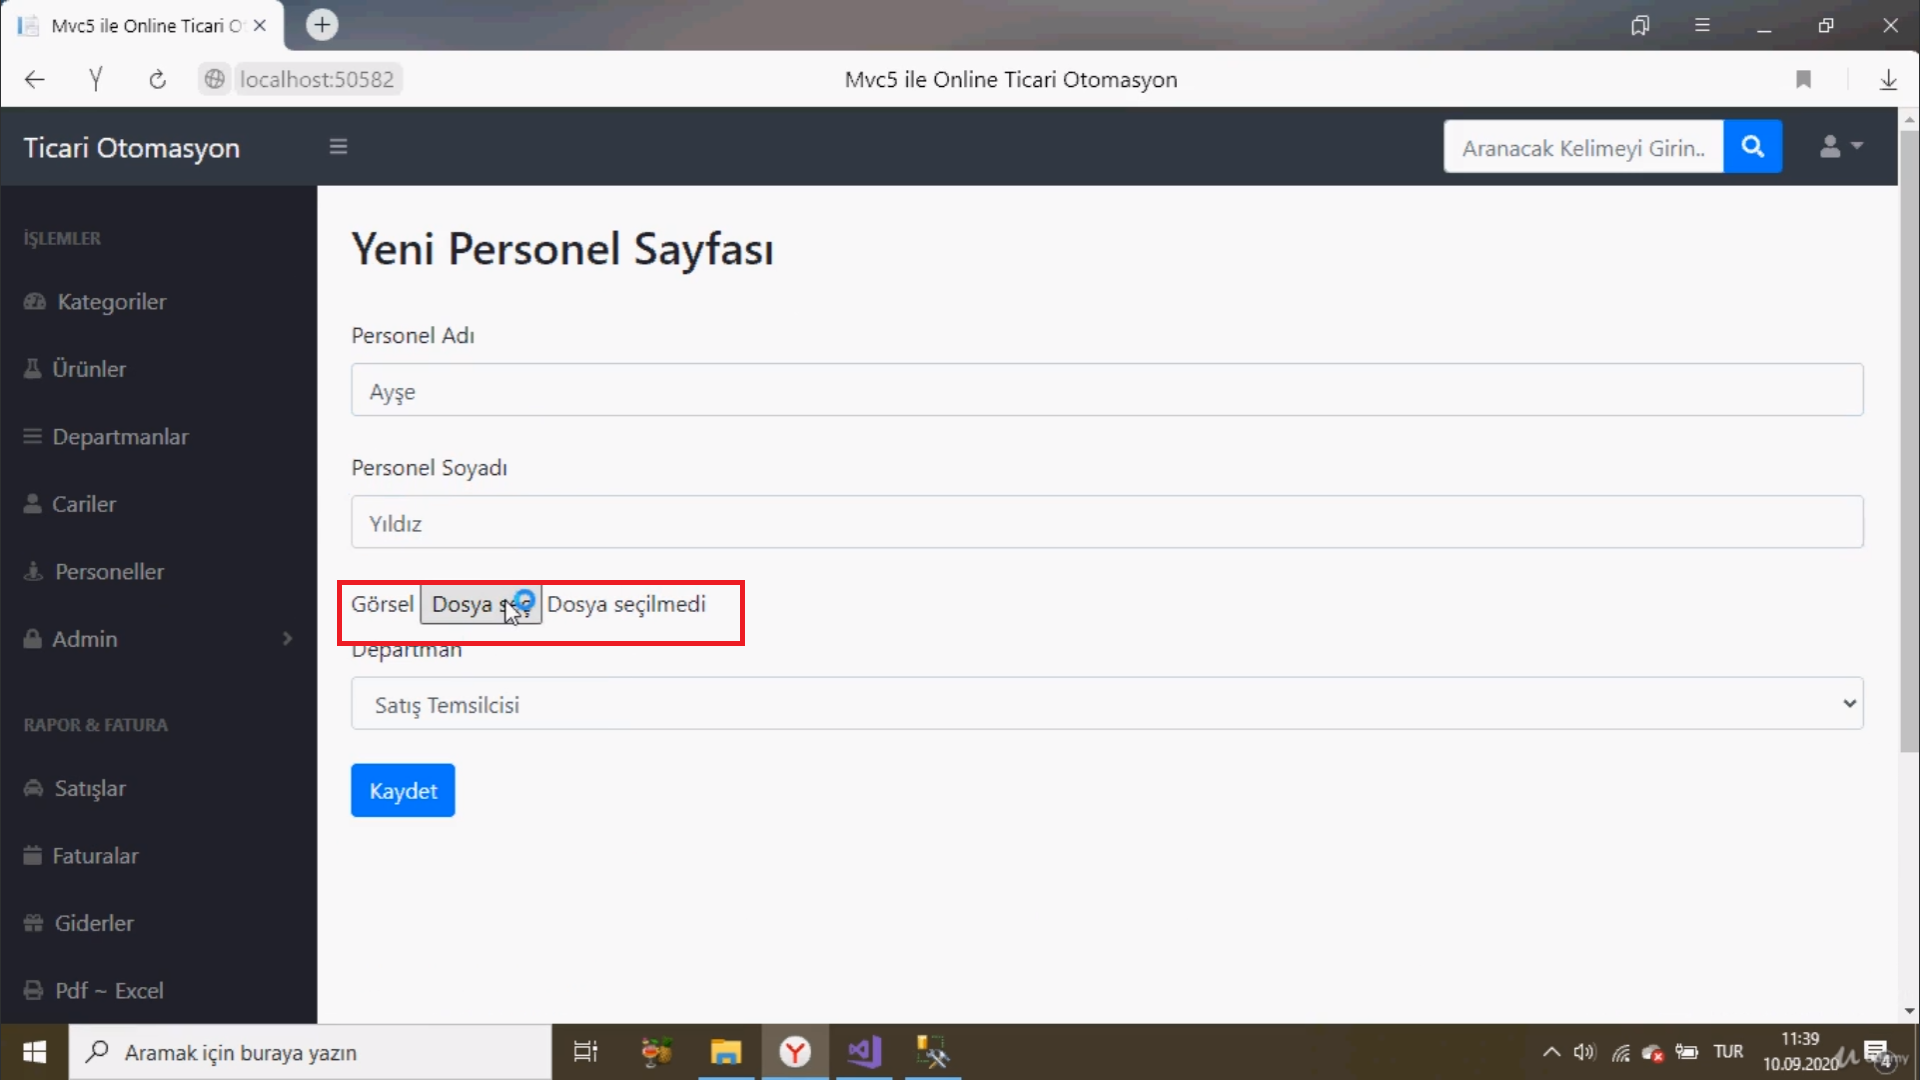 Mvc5 ile Online Ticari O
localhost:50582
Mvc5 ile Online Ticari Otomasyon
Ticari Otomasyon
Aranacak Kelimeyi Girin..
İŞLEMLER
Kategoriler
Ürünler
Departmanlar
Cariler
Personeller
Admin
RAPOR & FATURA
Satışlar
Faturalar
Giderler
Pdf ~ Excel
Yeni Personel Sayfası
Personel Adı
Ayşe
Personel Soyadı
Yıldız
Görsel Dosya seç Dosya seçilmedi
Departman
Satış Temsilcisi
Kaydet
Aramak için buraya yazın
TUR
11:39
10.09.2020
4